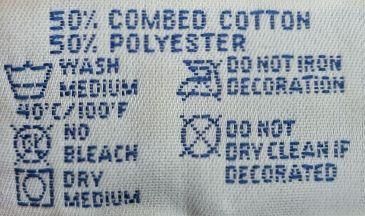 50% COMBED COTTON
50% POLYESTER
WASH
MEDIUM
40°C/100°F
NO
BLEACH
DRY
MEDIUM
DO NOT IRON
DECORATION
DO NOT
DRY CLEAN IF
DECORATED